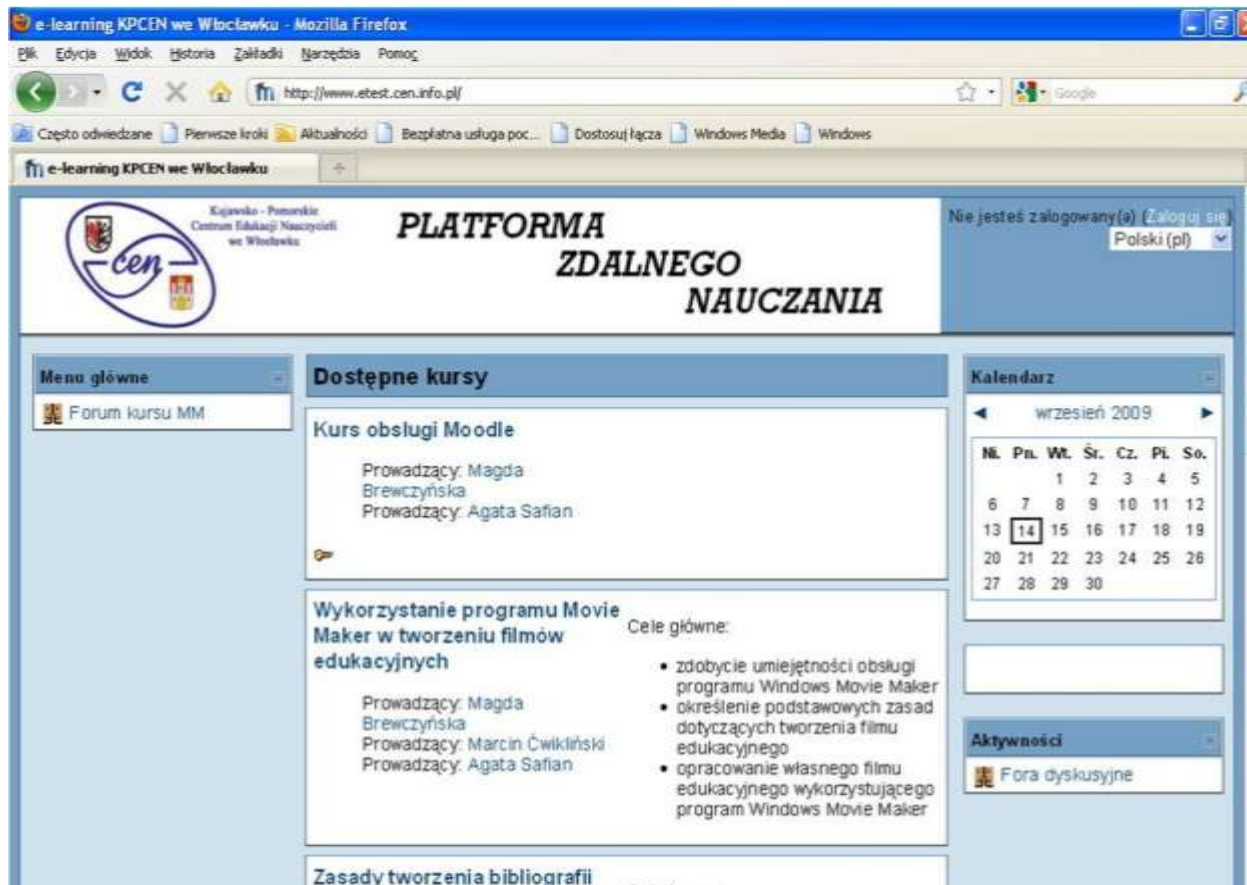 e-learning KPCEN we Włocławku - Mozilla Firefox
Plik Edycja Widok Historia Zakładki Narzędzia Pomoc
http://www.etest.cen.info.pl/
Google
Często odwiedzane Pierwsze kroki Aktualności Bezpłatna usługa poc... Dostosuj łącza Windows Media Windows
e-learning KPCEN we Włocławku
Kujawsko - Pomorskie
Centrum Edukacji Nauczycieli
we Włocławku
cen
PLATFORMA
ZDALNEGO
NAUCZANIA
Nie jesteś zalogowany(a) (Zaloguj się)
Polski (pl)
Menu główne
Forum kursu MM
Dostępne kursy
Kurs obsługi Moodle
Prowadzący: Magda
Brewczyńska
Prowadzący: Agata Safian
Wykorzystanie programu Movie
Maker w tworzeniu filmów
edukacyjnych
Prowadzący: Magda
Brewczyńska
Prowadzący: Marcin Ćwikliński
Prowadzący: Agata Safian
Cele główne:
• zdobycie umiejętności obsługi
programu Windows Movie Maker
• określenie podstawowych zasad
dotyczących tworzenia filmu
edukacyjnego
• opracowanie własnego filmu
edukacyjnego wykorzystującego
program Windows Movie Maker
Zasady tworzenia bibliografii
Kalendarz
wrzesień 2009
Ni. Pn. Wt. Śr. Cz. Pi. So.
1 2 3 4 5
6 7 8 9 10 11 12
13 14 15 16 17 18 19
20 21 22 23 24 25 26
27 28 29 30
Aktywności
Fora dyskusyjne